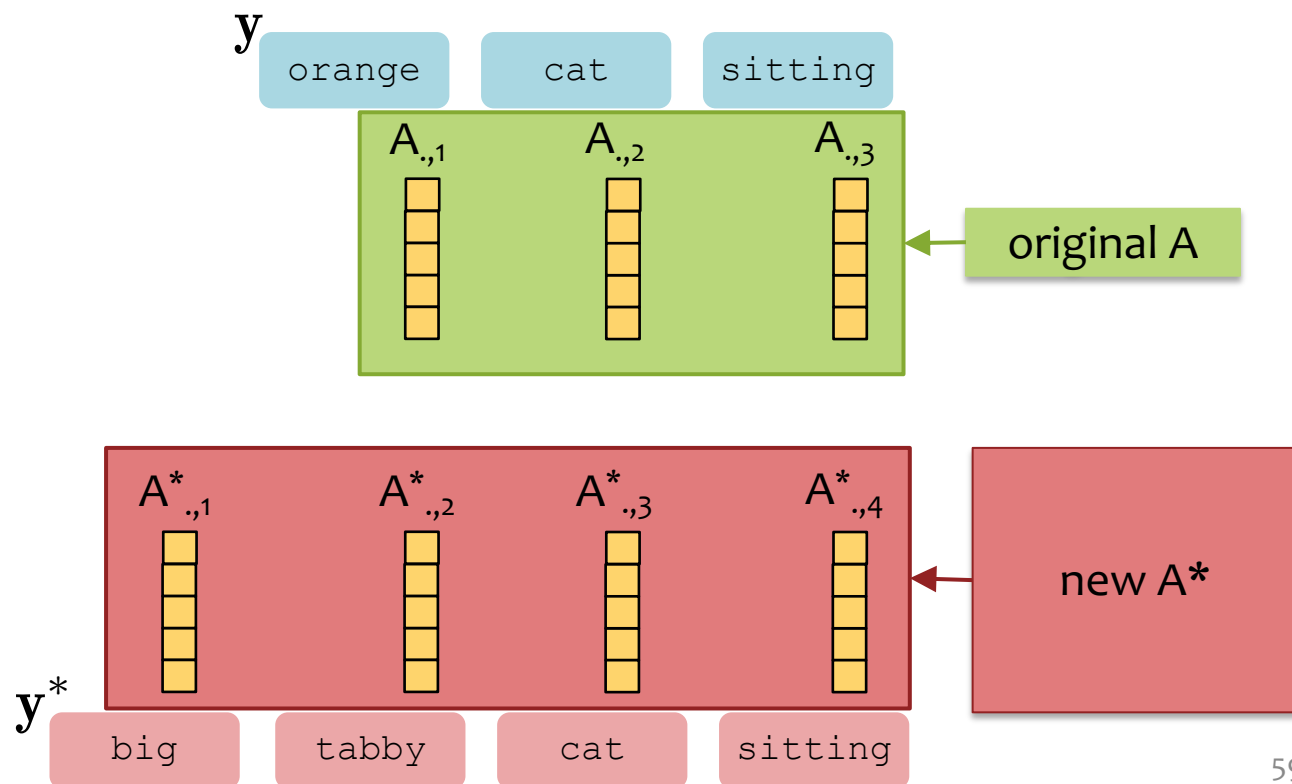 y
orange cat sitting
A.,1 A.,2 A.,3
original A
A*.,1 A*.,2 A*.,3 A*.,4
new A*
y*
big tabby cat sitting